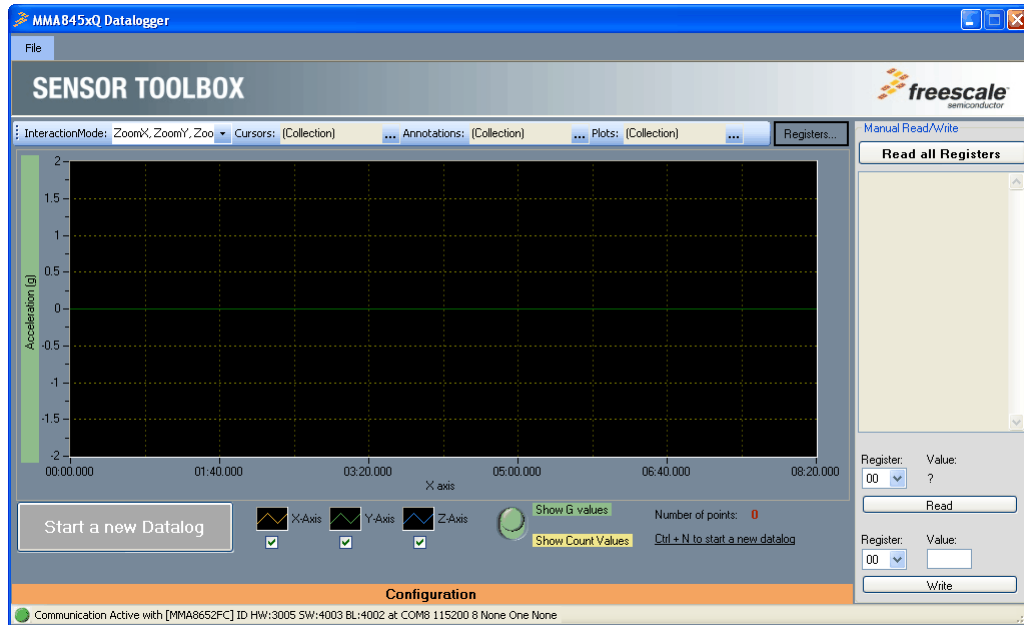 MMA845xQ Datalogger
File
SENSOR TOOLBOX
freescale
semiconductor
InteractionMode: ZoomX, ZoomY, Zoo Cursors: (Collection) ... Annotations: (Collection) ... Plots: (Collection) ... Registers...
Manual Read/Write
Read all Registers
2
1.5
1
0.5
0
-0.5
-1
-1.5
-2
Acceleration (g)
00:00.000 01:40.000 03:20.000 05:00.000 06:40.000 08:20.000
X axis
Register: Value:
00 ?
Read
Register: Value:
00
Write
Start a new Datalog
X-Axis Y-Axis Z-Axis
Show G values
Show Count Values
Number of points: 0
Ctrl + N to start a new datalog
Configuration
Communication Active with [MMA8652FC] ID HW:3005 SW:4003 BL:4002 at COM8 115200 8 None One None